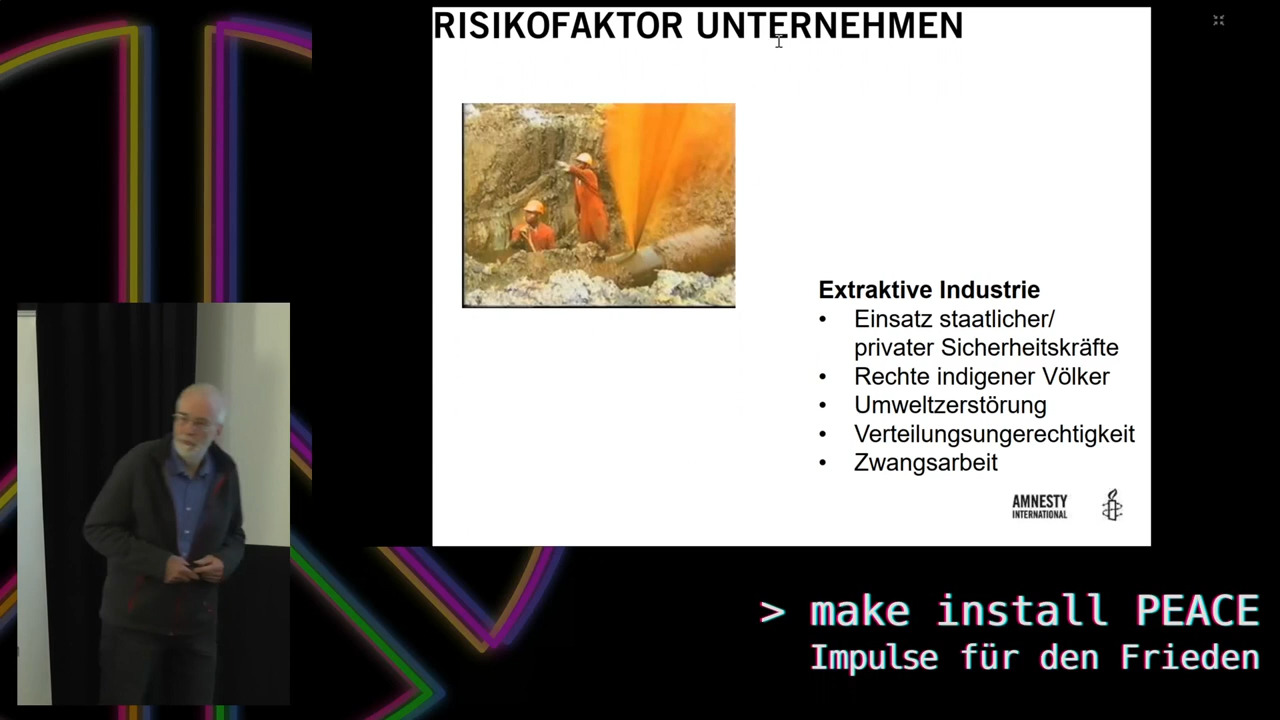 RISIKOFAKTOR UNTERNEHMEN
Extraktive Industrie
• Einsatz staatlicher/
privater Sicherheitskräfte
• Rechte indigener Völker
• Umweltzerstörung
• Verteilungsungerechtigkeit
• Zwangsarbeit
AMNESTY
INTERNATIONAL
> make install PEACE
Impulse für den Frieden